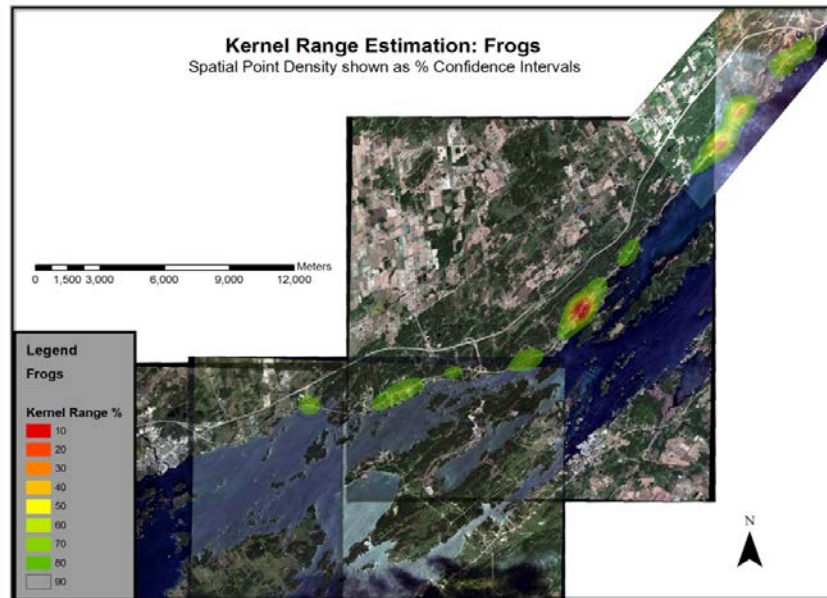 Kernel Range Estimation: Frogs
Spatial Point Density shown as % Confidence Intervals
Meters
0 1,500 3,000 6,000 9,000 12,000
Legend
Frogs
Kernel Range %
10
20
30
40
50
60
70
80
90
N